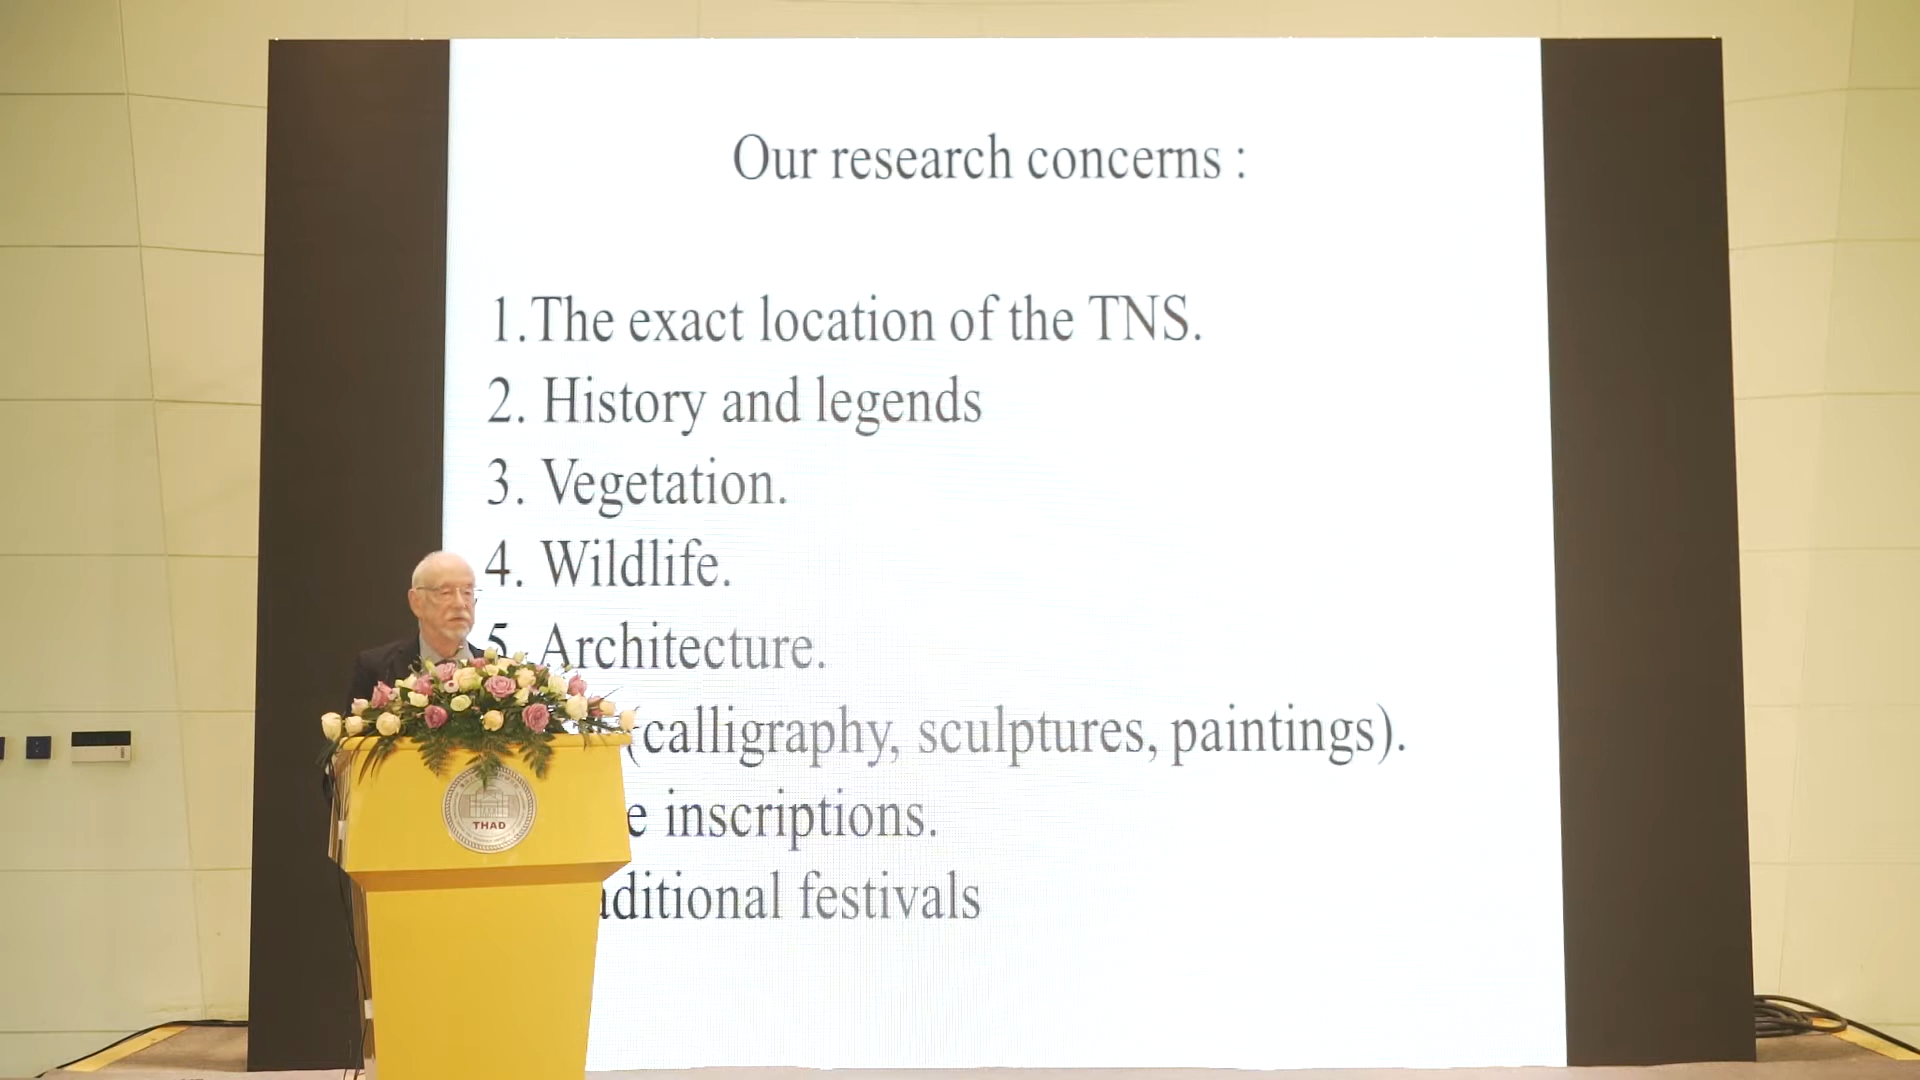 Our research concerns :
1.The exact location of the TNS.
2. History and legends
3. Vegetation.
4. Wildlife.
5. Architecture.
(calligraphy, sculptures, paintings).
inscriptions.
festivals
THAD